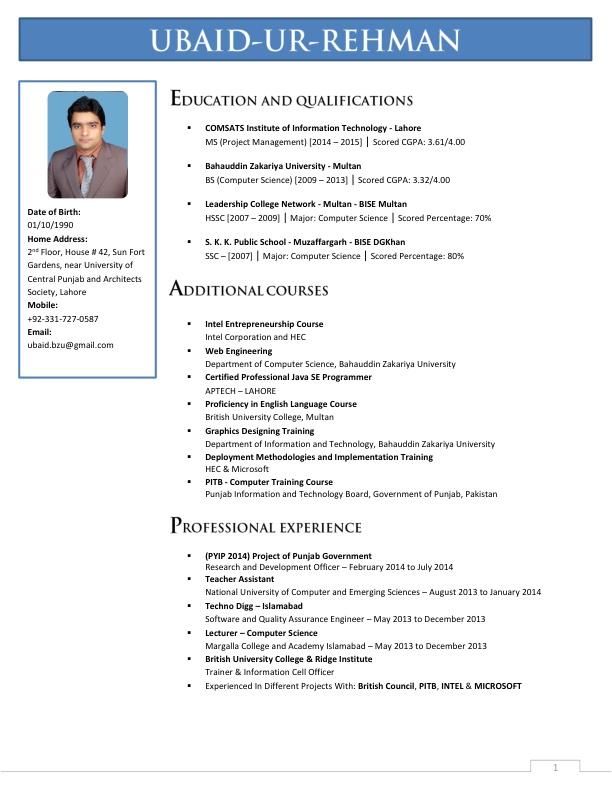 UBAID-UR-REHMAN
Date of Birth:
01/10/1990
Home Address:
2nd Floor, House # 42, Sun Fort
Gardens, near University of
Central Punjab and Architects
Society, Lahore
Mobile:
+92-331-727-0587
Email:
ubaid.bzu@gmail.com
EDUCATION AND QUALIFICATIONS
▪ COMSATS Institute of Information Technology - Lahore
MS (Project Management) [2014 – 2015] | Scored CGPA: 3.61/4.00
▪ Bahauddin Zakariya University - Multan
BS (Computer Science) [2009 – 2013] | Scored CGPA: 3.32/4.00
▪ Leadership College Network - Multan - BISE Multan
HSSC [2007 – 2009] | Major: Computer Science | Scored Percentage: 70%
▪ S. K. K. Public School - Muzaffargarh - BISE DGKhan
SSC – [2007] | Major: Computer Science | Scored Percentage: 80%
ADDITIONAL COURSES
▪ Intel Entrepreneurship Course
Intel Corporation and HEC
▪ Web Engineering
Department of Computer Science, Bahauddin Zakariya University
▪ Certified Professional Java SE Programmer
APTECH – LAHORE
▪ Proficiency in English Language Course
British University College, Multan
▪ Graphics Designing Training
Department of Information and Technology, Bahauddin Zakariya University
▪ Deployment Methodologies and Implementation Training
HEC & Microsoft
▪ PITB - Computer Training Course
Punjab Information and Technology Board, Government of Punjab, Pakistan
PROFESSIONAL EXPERIENCE
▪ (PYIP 2014) Project of Punjab Government
Research and Development Officer – February 2014 to July 2014
▪ Teacher Assistant
National University of Computer and Emerging Sciences – August 2013 to January 2014
▪ Techno Digg – Islamabad
Software and Quality Assurance Engineer – May 2013 to December 2013
▪ Lecturer – Computer Science
Margalla College and Academy Islamabad – May 2013 to December 2013
▪ British University College & Ridge Institute
Trainer & Information Cell Officer
▪ Experienced In Different Projects With: British Council, PITB, INTEL & MICROSOFT
1